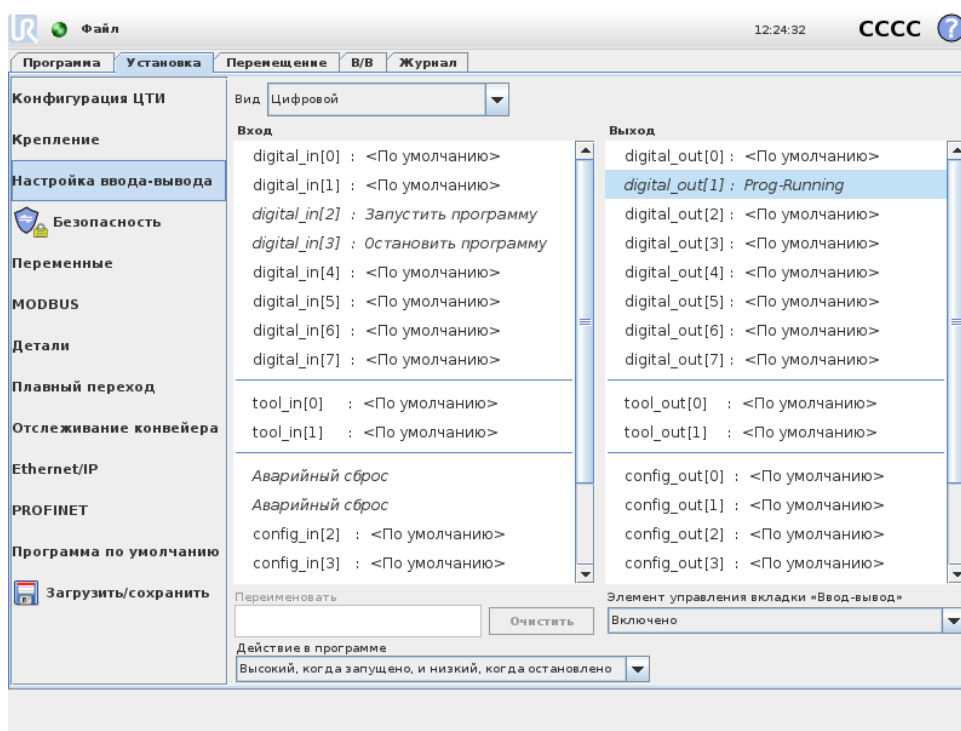 UR Файл 12:24:32 CCCC ?
Программа Установка Перемещение В/В Журнал
Конфигурация ЦТИ
Крепление
Настройка ввода-вывода
Безопасность
Переменные
MODBUS
Детали
Плавный переход
Отслеживание конвейера
Ethernet/IP
PROFINET
Программа по умолчанию
Загрузить/сохранить
Вид Цифровой
Вход
digital_in[0] : <По умолчанию>
digital_in[1] : <По умолчанию>
digital_in[2] : Запустить программу
digital_in[3] : Остановить программу
digital_in[4] : <По умолчанию>
digital_in[5] : <По умолчанию>
digital_in[6] : <По умолчанию>
digital_in[7] : <По умолчанию>
tool_in[0] : <По умолчанию>
tool_in[1] : <По умолчанию>
Аварийный сброс
Аварийный сброс
config_in[2] : <По умолчанию>
config_in[3] : <По умолчанию>
Выход
digital_out[0] : <По умолчанию>
digital_out[1] : Prog-Running
digital_out[2] : <По умолчанию>
digital_out[3] : <По умолчанию>
digital_out[4] : <По умолчанию>
digital_out[5] : <По умолчанию>
digital_out[6] : <По умолчанию>
digital_out[7] : <По умолчанию>
tool_out[0] : <По умолчанию>
tool_out[1] : <По умолчанию>
config_out[0] : <По умолчанию>
config_out[1] : <По умолчанию>
config_out[2] : <По умолчанию>
config_out[3] : <По умолчанию>
Переименовать
Очистить
Элемент управления вкладки «Ввод-вывод»
Включено
Действие в программе
Высокий, когда запущено, и низкий, когда остановлено